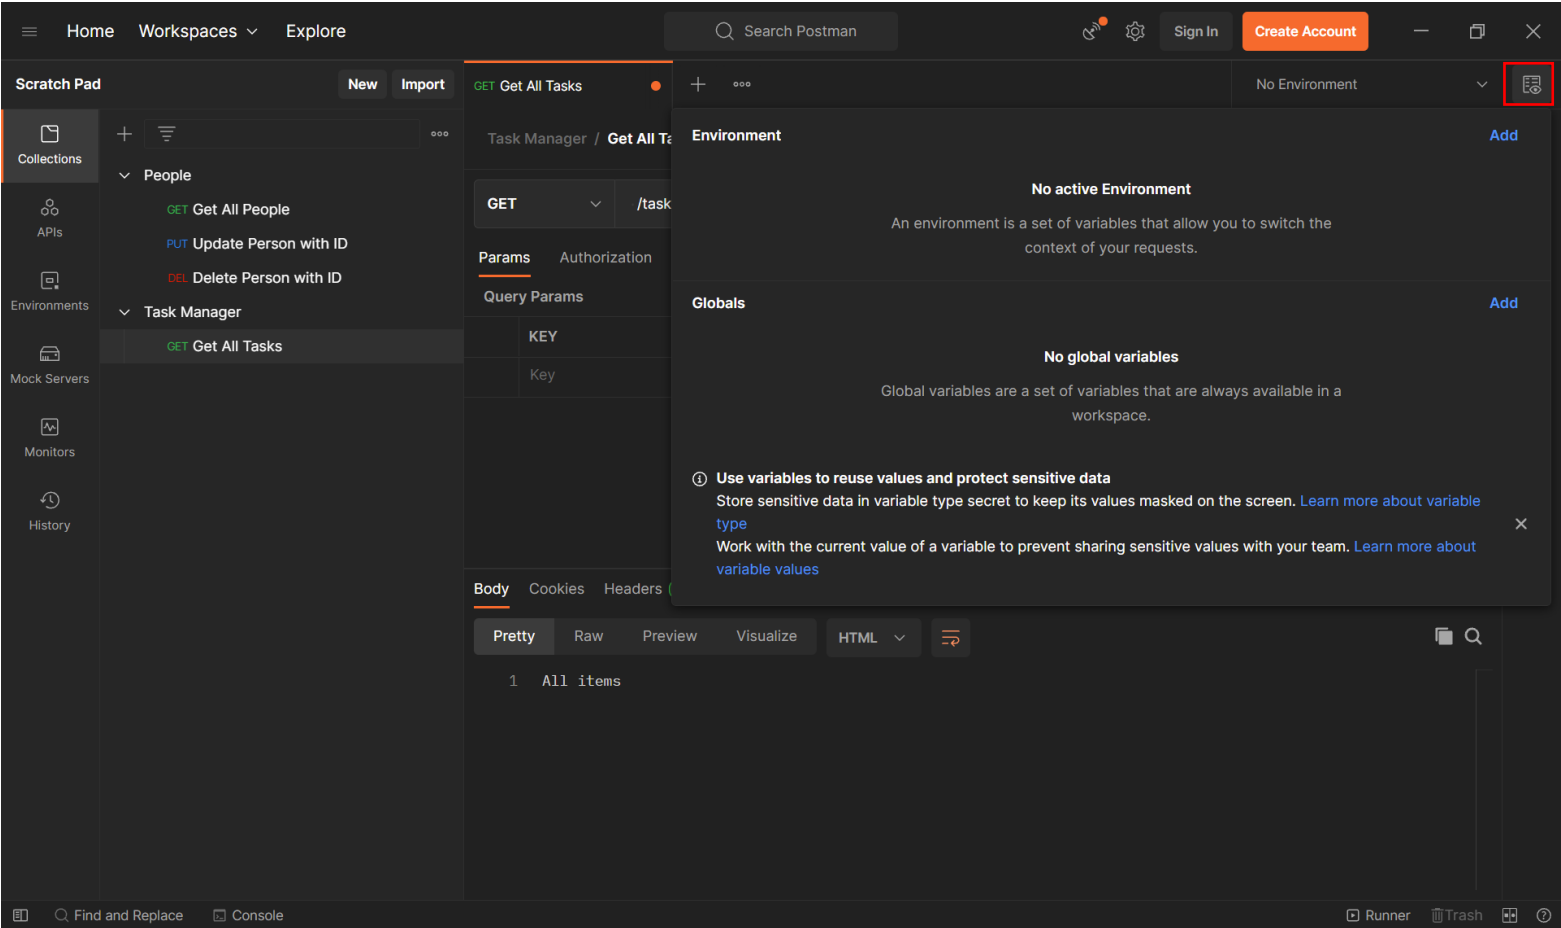 Home Workspaces Explore Search Postman Sign In Create Account
Scratch Pad New Import GET Get All Tasks No Environment
Collections
APIs
Environments
Mock Servers
Monitors
History
People
GET Get All People
PUT Update Person with ID
DEL Delete Person with ID
Task Manager
GET Get All Tasks
Task Manager / Get All Ta
GET /task
Params Authorization
Query Params
KEY
Key
Environment Add
No active Environment
An environment is a set of variables that allow you to switch the
context of your requests.
Globals Add
No global variables
Global variables are a set of variables that are always available in a
workspace.
Use variables to reuse values and protect sensitive data
Store sensitive data in variable type secret to keep its values masked on the screen. Learn more about variable
type
Work with the current value of a variable to prevent sharing sensitive values with your team. Learn more about
variable values
Body Cookies Headers (
Pretty Raw Preview Visualize HTML
1 All items
Find and Replace Console Runner Trash